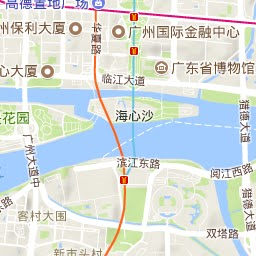 高德置地广场
州保利大厦
广州国际金融中心
华夏路
心大厦
广东省博物馆
临江大道
海心沙
猎德大道
花园
滨江东路
阅江西路
广州大道中
客村大围
双塔路
猎德大
新市头村